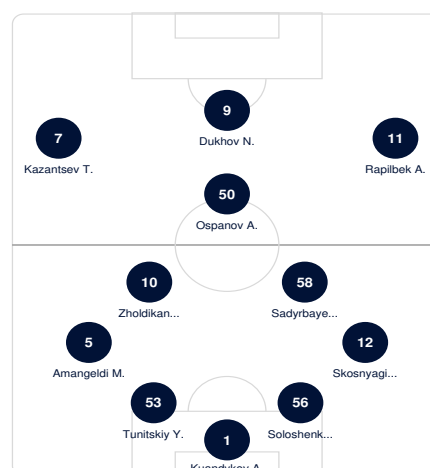 9
Dukhov N.
7
Kazantsev T.
11
Rapilbek A.
50
Ospanov A.
10
Zholdikan...
58
Sadyrbaye...
5
Amangeldi M.
12
Skosnyagi...
53
Tunitskiy Y.
56
Soloshenk...
1
Kuandykov A.